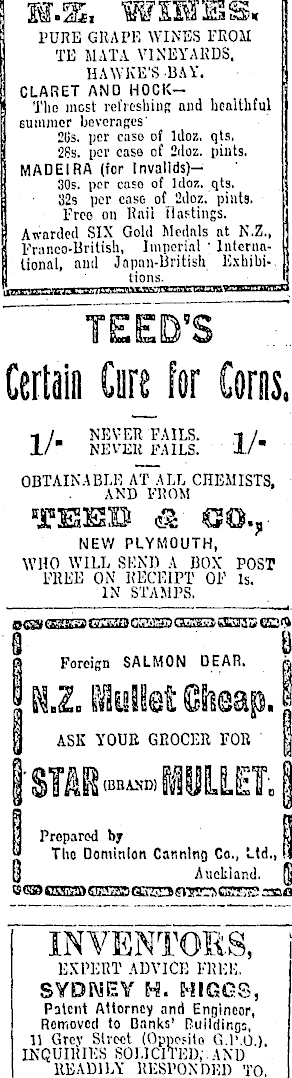 N.Z. WINES.
PURE GRAPE WINES FROM
TE MATA VINEYARDS,
HAWKE'S BAY.
CLARET AND HOCK—
The most refreshing and healthful
summer beverages
26s. per case of 1doz. qts.
28s. per case of 2doz. pints.
MADEIRA (for Invalids)—
30s. per case of 1doz. qts.
32s per case of 2doz. pints.
Free on Rail Hastings.
Awarded SIX Gold Medals at N.Z.,
Franco-British, Imperial Interna-
tional, and Japan-British Exhibi-
tions.
TEED'S
Certain Cure for Corns.
1/- NEVER FAILS. 1/-
NEVER FAILS.
OBTAINABLE AT ALL CHEMISTS,
AND FROM
TEED & CO.,
NEW PLYMOUTH,
WHO WILL SEND A BOX POST
FREE ON RECEIPT OF 1s.
IN STAMPS.
Foreign SALMON DEAR.
N.Z. Mullet Cheap.
ASK YOUR GROCER FOR
STAR (BRAND) MULLET.
Prepared by
The Dominion Canning Co., Ltd.,
Auckland.
INVENTORS,
EXPERT ADVICE FREE.
SYDNEY H. HIGGS,
Patent Attorney and Engineer,
Removed to Banks' Buildings,
11 Grey Street (Opposite G.P.O.).
INQUIRIES SOLICITED, AND
READILY RESPONDED TO.